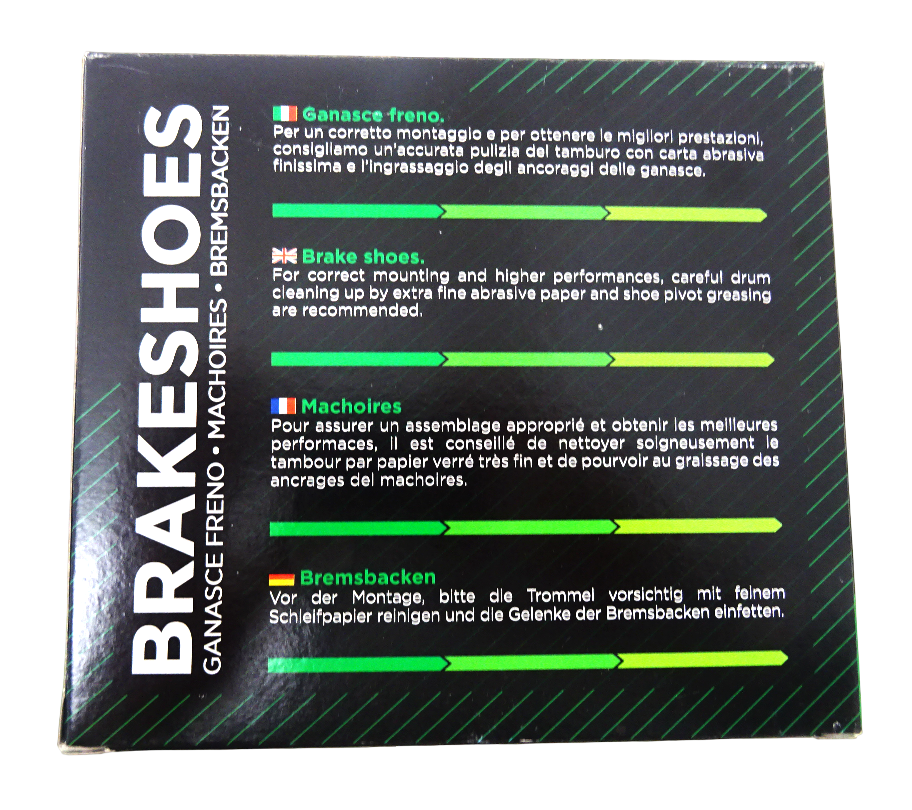 BRAKESHOES
GANASCE FRENO • MACHOIRES • BREMSBACKEN
Ganasce freno.
Per un corretto montaggio e per ottenere le migliori prestazioni,
consigliamo un'accurata pulizia del tamburo con carta abrasiva
finissima e l'ingrassaggio degli ancoraggi delle ganasce.
Brake shoes.
For correct mounting and higher performances, careful drum
cleaning up by extra fine abrasive paper and shoe pivot greasing
are recommended.
Machoires
Pour assurer un assemblage approprié et obtenir les meilleures
performaces, il est conseillé de nettoyer soigneusement le
tambour par papier verré très fin et de pourvoir au graissage des
ancrages del machoires.
Bremsbacken
Vor der Montage, bitte die Trommel vorsichtig mit feinem
Schleifpapier reinigen und die Gelenke der Bremsbacken einfetten.